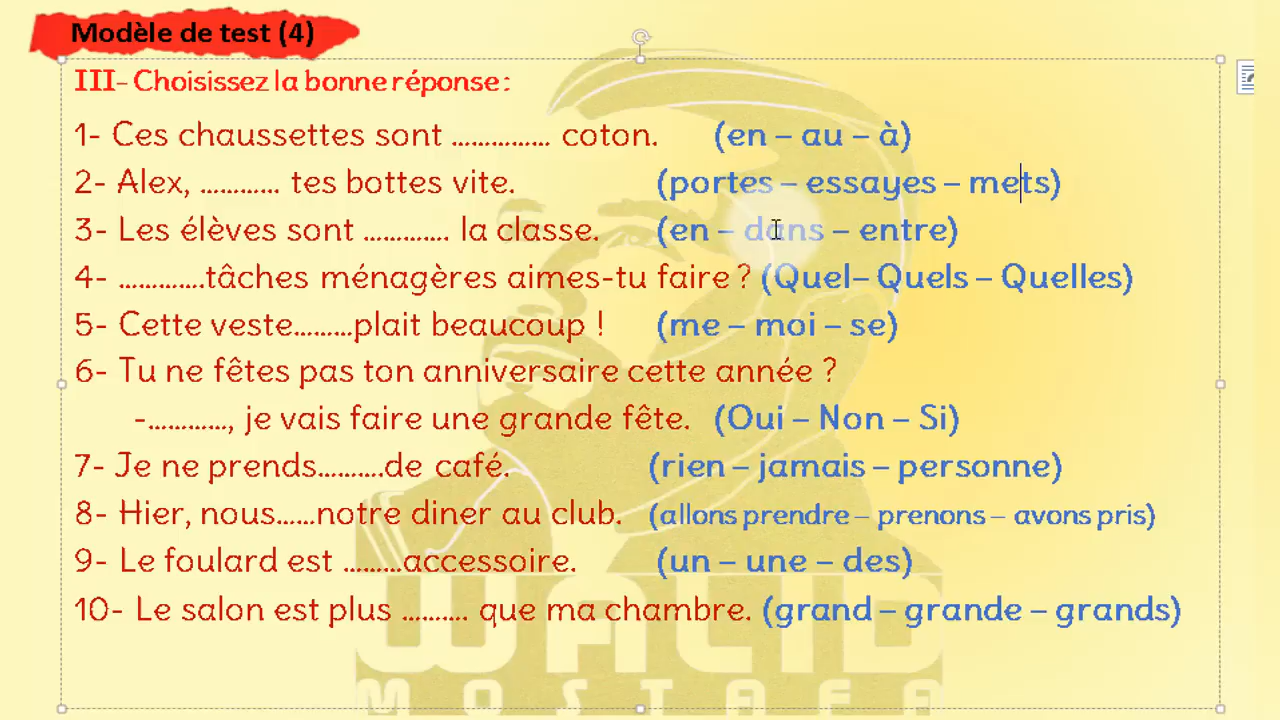 Modèle de test (4)
III- Choisissez la bonne réponse :
1- Ces chaussettes sont …………… coton. (en – au – à)
2- Alex, ………… tes bottes vite. (portes – essayes – mets)
3- Les élèves sont …………. la classe. (en – dans – entre)
4- ………….tâches ménagères aimes-tu faire ? (Quel– Quels – Quelles)
5- Cette veste………plait beaucoup ! (me – moi – se)
6- Tu ne fêtes pas ton anniversaire cette année ?
-…………, je vais faire une grande fête. (Oui – Non – Si)
7- Je ne prends……….de café. (rien – jamais – personne)
8- Hier, nous……notre diner au club. (allons prendre – prenons – avons pris)
9- Le foulard est ………accessoire. (un – une – des)
10- Le salon est plus ………. que ma chambre. (grand – grande – grands)
WALID
MOSTAFA